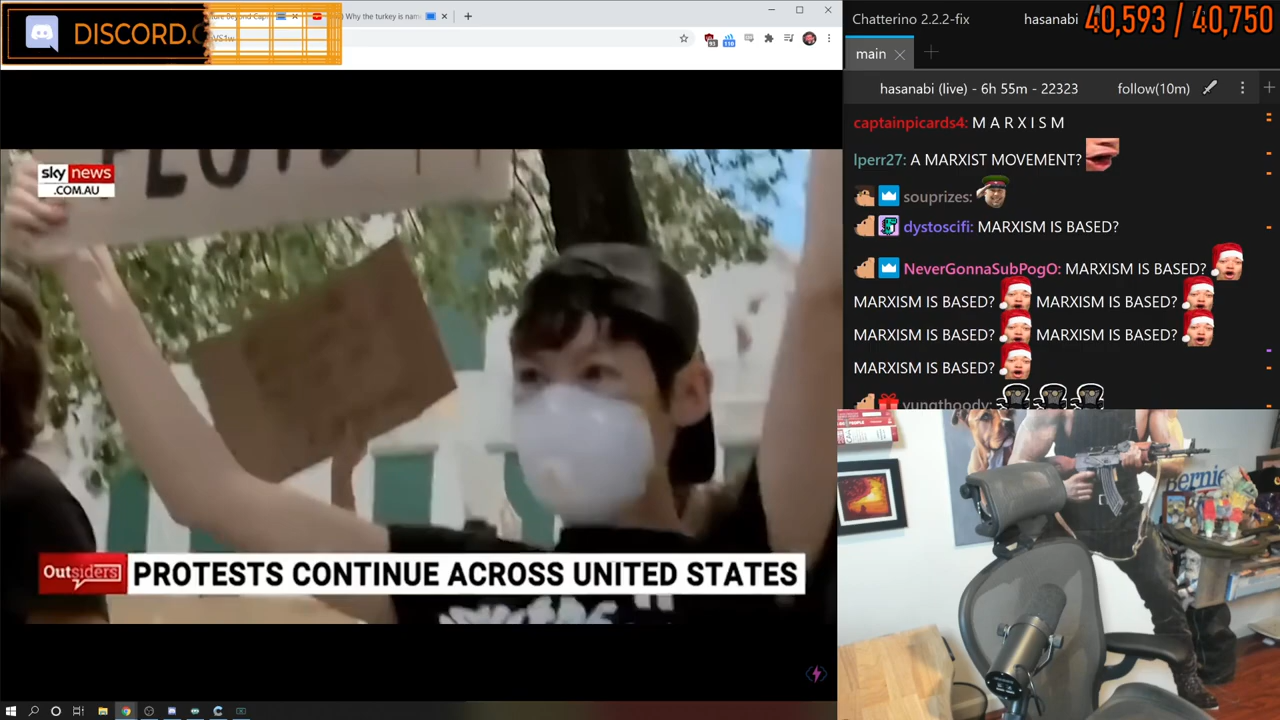 DISCORD.
Why the turkey is nam
VS1w
Chatterino 2.2.2-fix
hasanabi
40,593 / 40,750
main
hasanabi (live) - 6h 55m - 22323
follow(10m)
captainpicards4: M A R X I S M
lperr27: A MARXIST MOVEMENT?
souprizes:
dystoscifi: MARXISM IS BASED?
NeverGonnaSubPogO: MARXISM IS BASED?
MARXISM IS BASED? MARXISM IS BASED?
MARXISM IS BASED? MARXISM IS BASED?
MARXISM IS BASED?
yungthoody:
sky news
.COM.AU
FLOYD
Outsiders
PROTESTS CONTINUE ACROSS UNITED STATES
Bernie